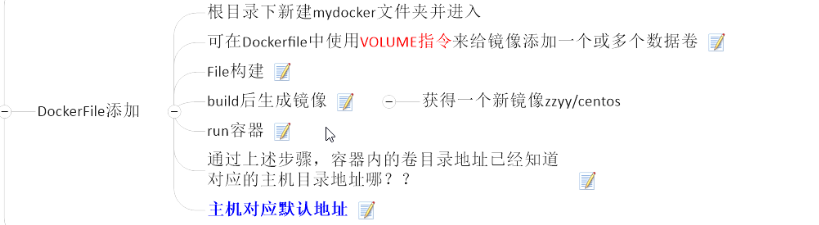 根目录下新建mydocker文件夹并进入
可在Dockerfile中使用VOLUME指令来给镜像添加一个或多个数据卷
File构建
DockerFile添加
build后生成镜像
获得一个新镜像zzyy/centos
run容器
通过上述步骤，容器内的卷目录地址已经知道
对应的主机目录地址哪？？
主机对应默认地址